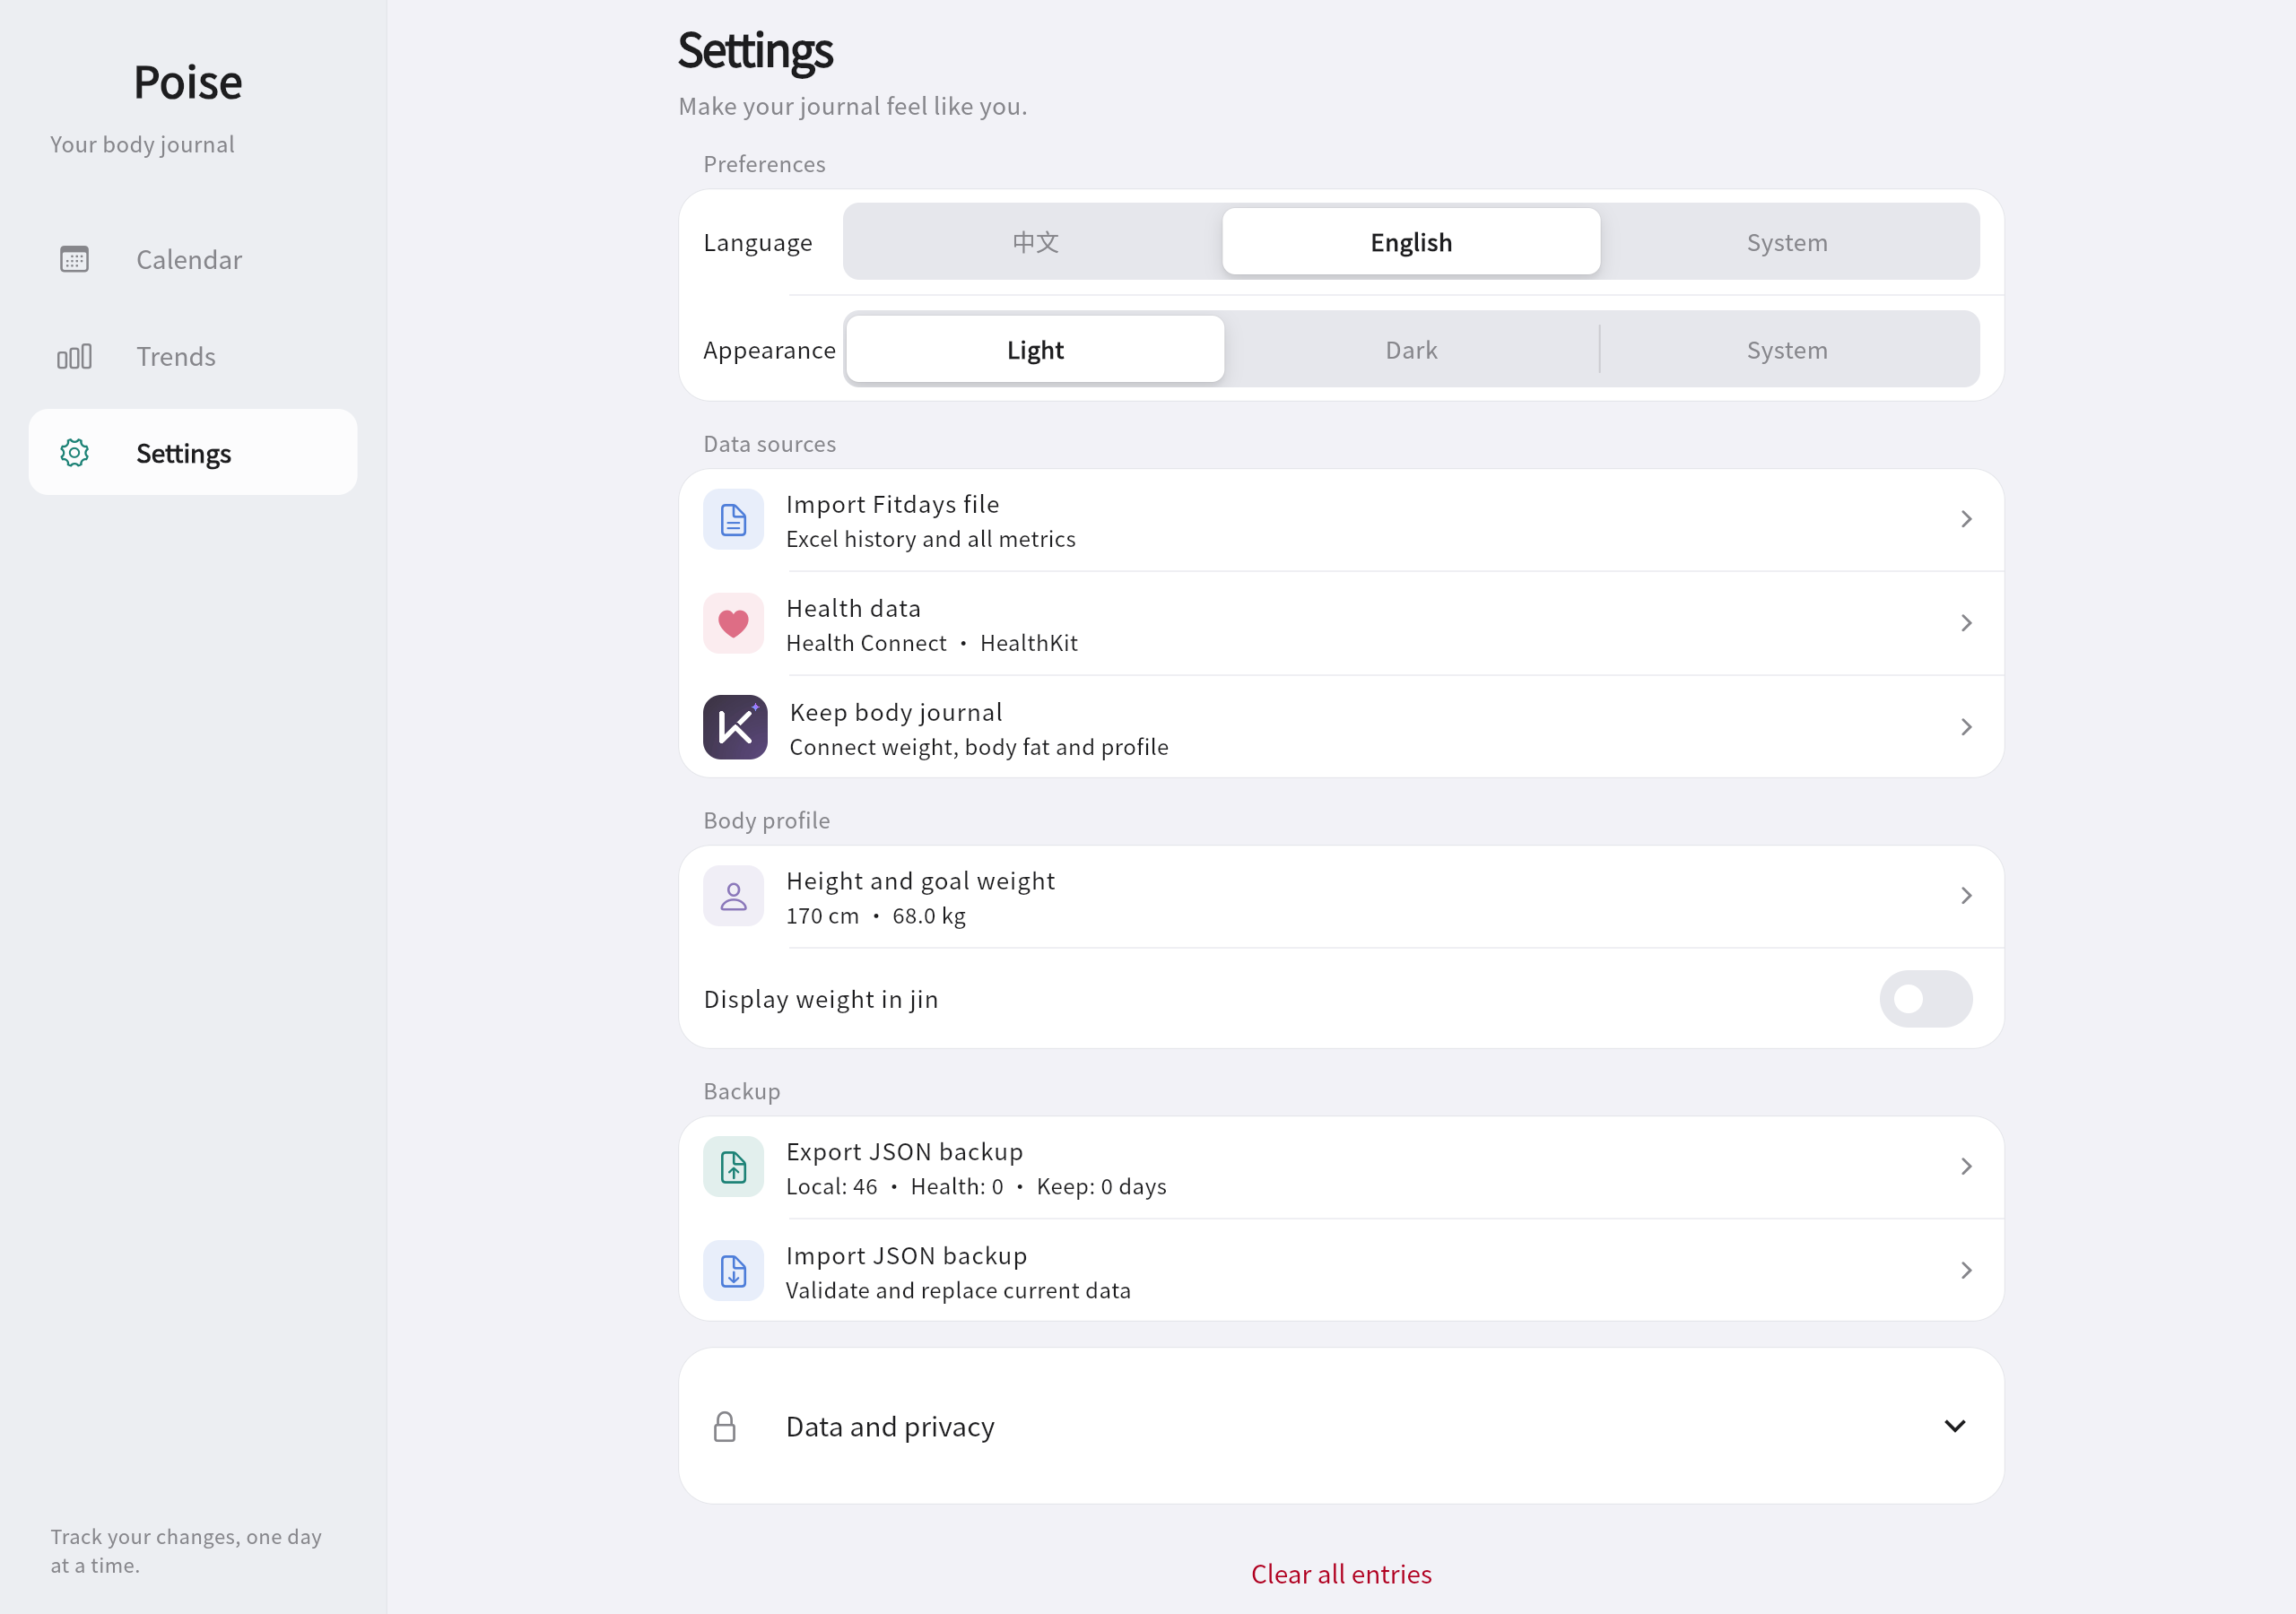 Poise
Your body journal
Calendar
Trends
Settings
Track your changes, one day
at a time.
Settings
Make your journal feel like you.
Preferences
Language
中文
English
System
Appearance
Light
Dark
System
Data sources
Import Fitdays file
Excel history and all metrics
Health data
Health Connect • HealthKit
Keep body journal
Connect weight, body fat and profile
Body profile
Height and goal weight
170 cm • 68.0 kg
Display weight in jin
Backup
Export JSON backup
Local: 46 • Health: 0 • Keep: 0 days
Import JSON backup
Validate and replace current data
Data and privacy
Clear all entries